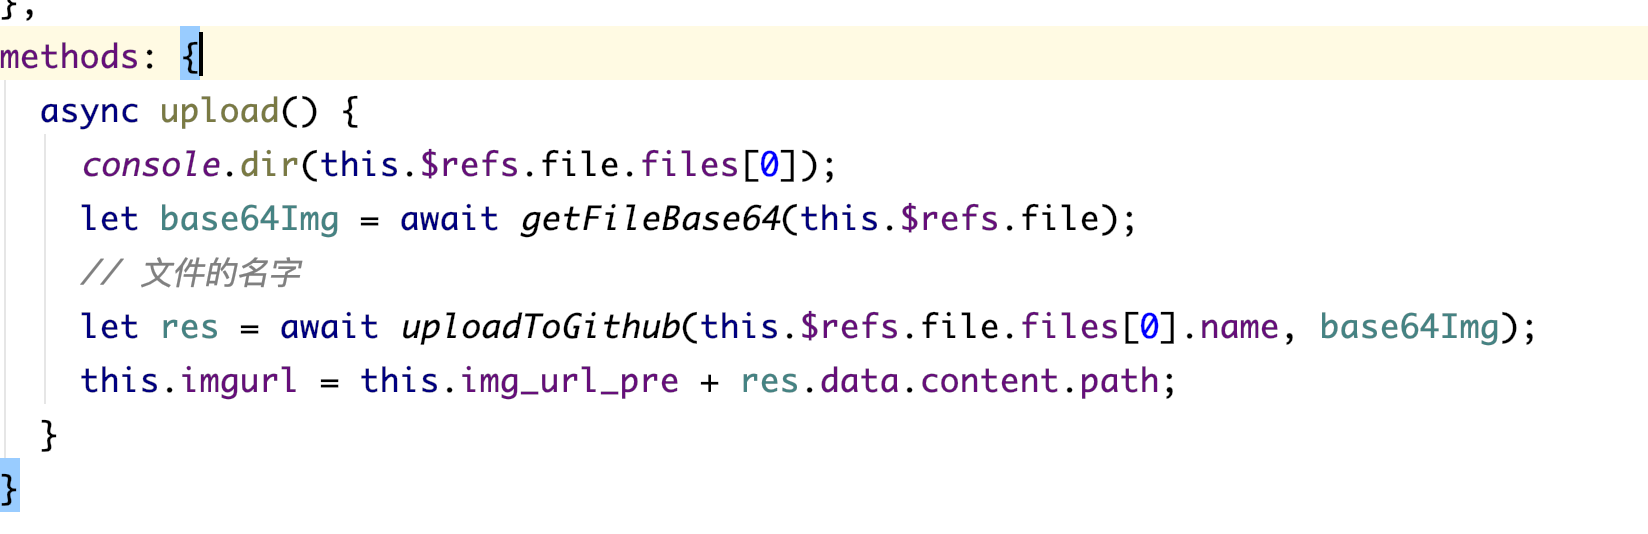 },
methods: {
async upload() {
console.dir(this.$refs.file.files[0]);
let base64Img = await getFileBase64(this.$refs.file);
// 文件的名字
let res = await uploadToGithub(this.$refs.file.files[0].name, base64Img);
this.imgurl = this.img_url_pre + res.data.content.path;
}
}